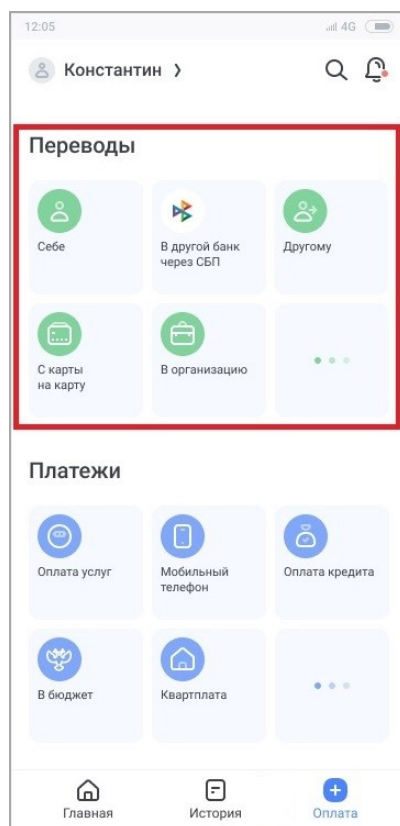 12:05
4G
Константин
Переводы
Себе
В другой банк
через СБП
Другому
С карты
на карту
В организацию
Платежи
Оплата услуг
Мобильный
телефон
Оплата кредита
В бюджет
Квартплата
Главная
История
Оплата